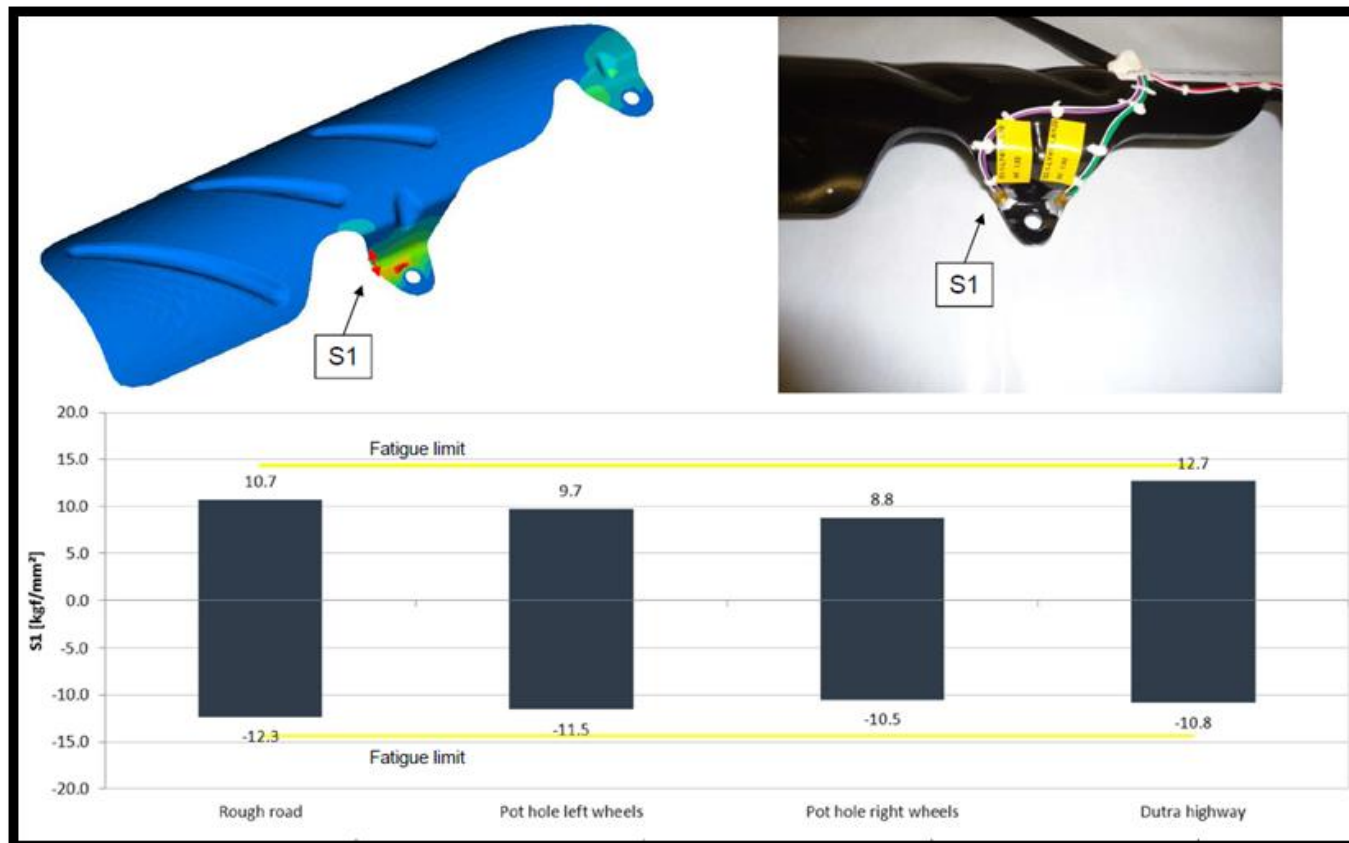 S1
S1
20.0
Fatigue limit
15.0
12.7
10.7
9.7
8.8
10.0
5.0
0.0
S1 [kgf/mm²]
-5.0
-10.0
-12.3
-11.5
-10.5
-10.8
-15.0
Fatigue limit
-20.0
Rough road
Pot hole left wheels
Pot hole right wheels
Dutra highway